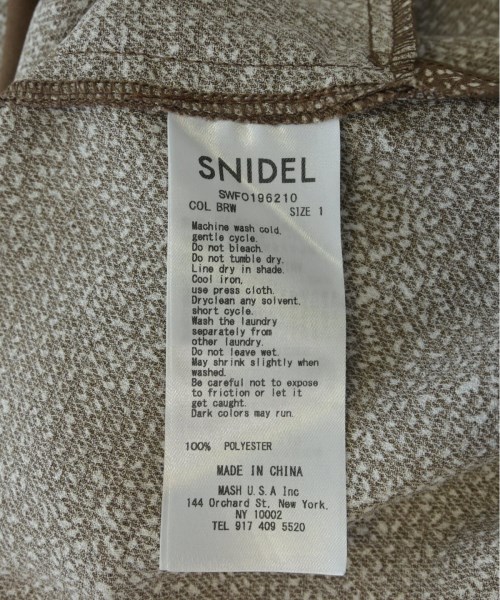 SNIDEL
SWFO196210
COL BRW SIZE 1
Machine wash cold,
gentle cycle.
Do not bleach.
Do not tumble dry.
Line dry in shade.
Cool iron,
use press cloth.
Dryclean any solvent,
short cycle.
Wash the laundry
separately from
other laundry.
Do not leave wet.
May shrink slightly when
washed.
Be careful not to expose
to friction or let it
get caught.
Dark colors may run.
100% POLYESTER
MADE IN CHINA
MASH U.S.A Inc
144 Orchard St, New York,
NY 10002
TEL 917 409 5520